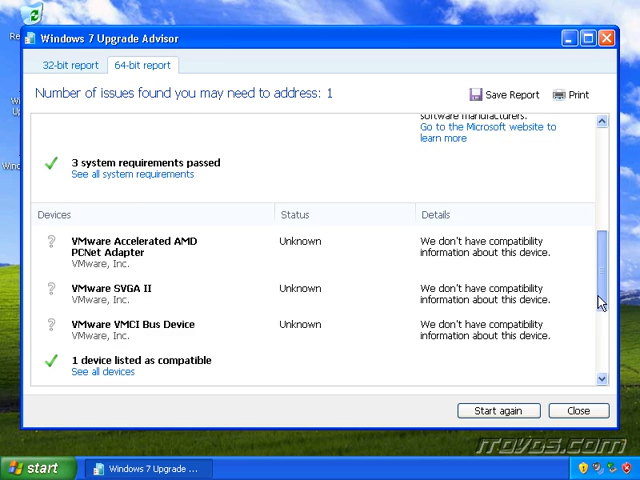 Windows 7 Upgrade Advisor
32-bit report
64-bit report
Number of issues found you may need to address: 1
Save Report
Print
software manufacturers.
Go to the Microsoft website to
learn more
3 system requirements passed
See all system requirements
Devices
Status
Details
VMware Accelerated AMD
PCNet Adapter
VMware, Inc.
Unknown
We don't have compatibility
information about this device.
VMware SVGA II
VMware, Inc.
Unknown
We don't have compatibility
information about this device.
VMware VMCI Bus Device
VMware, Inc.
Unknown
We don't have compatibility
information about this device.
1 device listed as compatible
See all devices
Start again
Close
itoyos.com
start
Windows 7 Upgrade ...